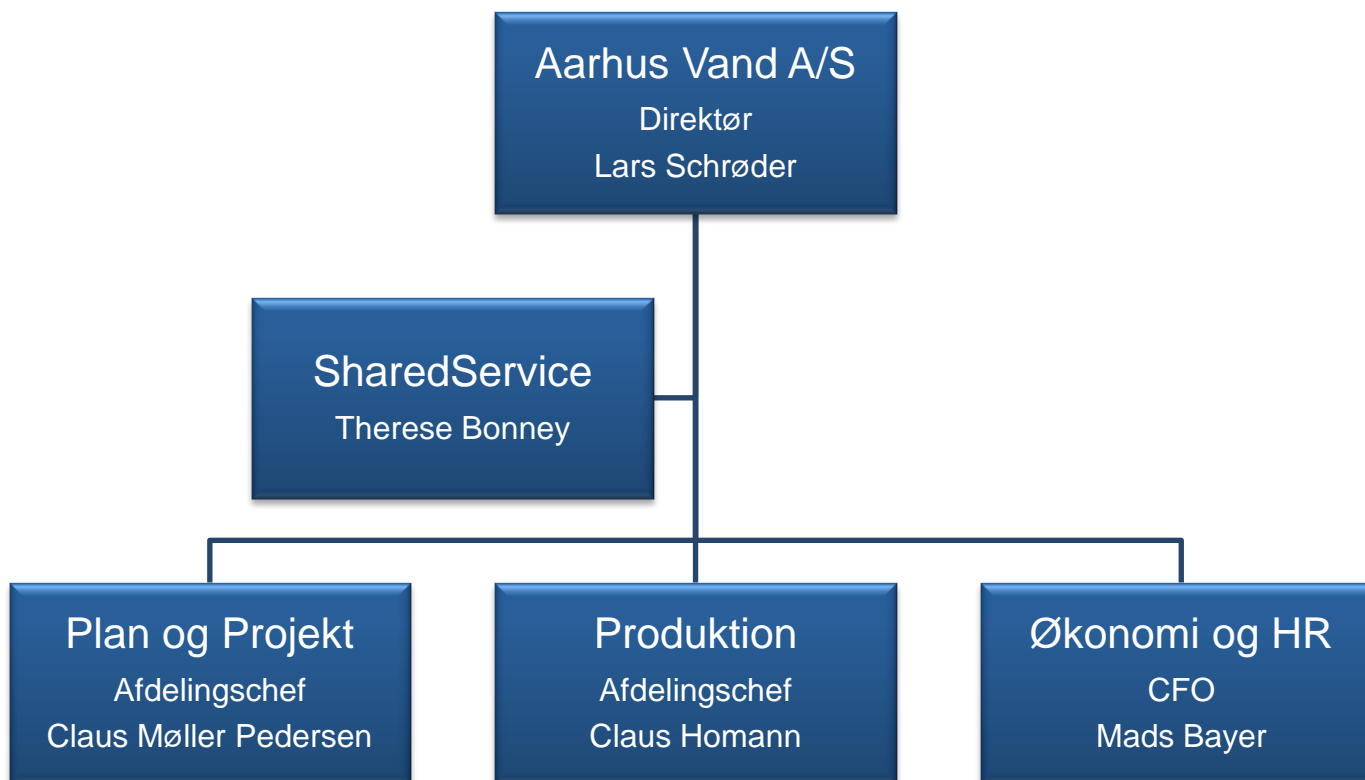 Aarhus Vand A/S
Direktør
Lars Schrøder
SharedService
Therese Bonney
Plan og Projekt
Afdelingschef
Claus Møller Pedersen
Produktion
Afdelingschef
Claus Homann
Økonomi og HR
CFO
Mads Bayer